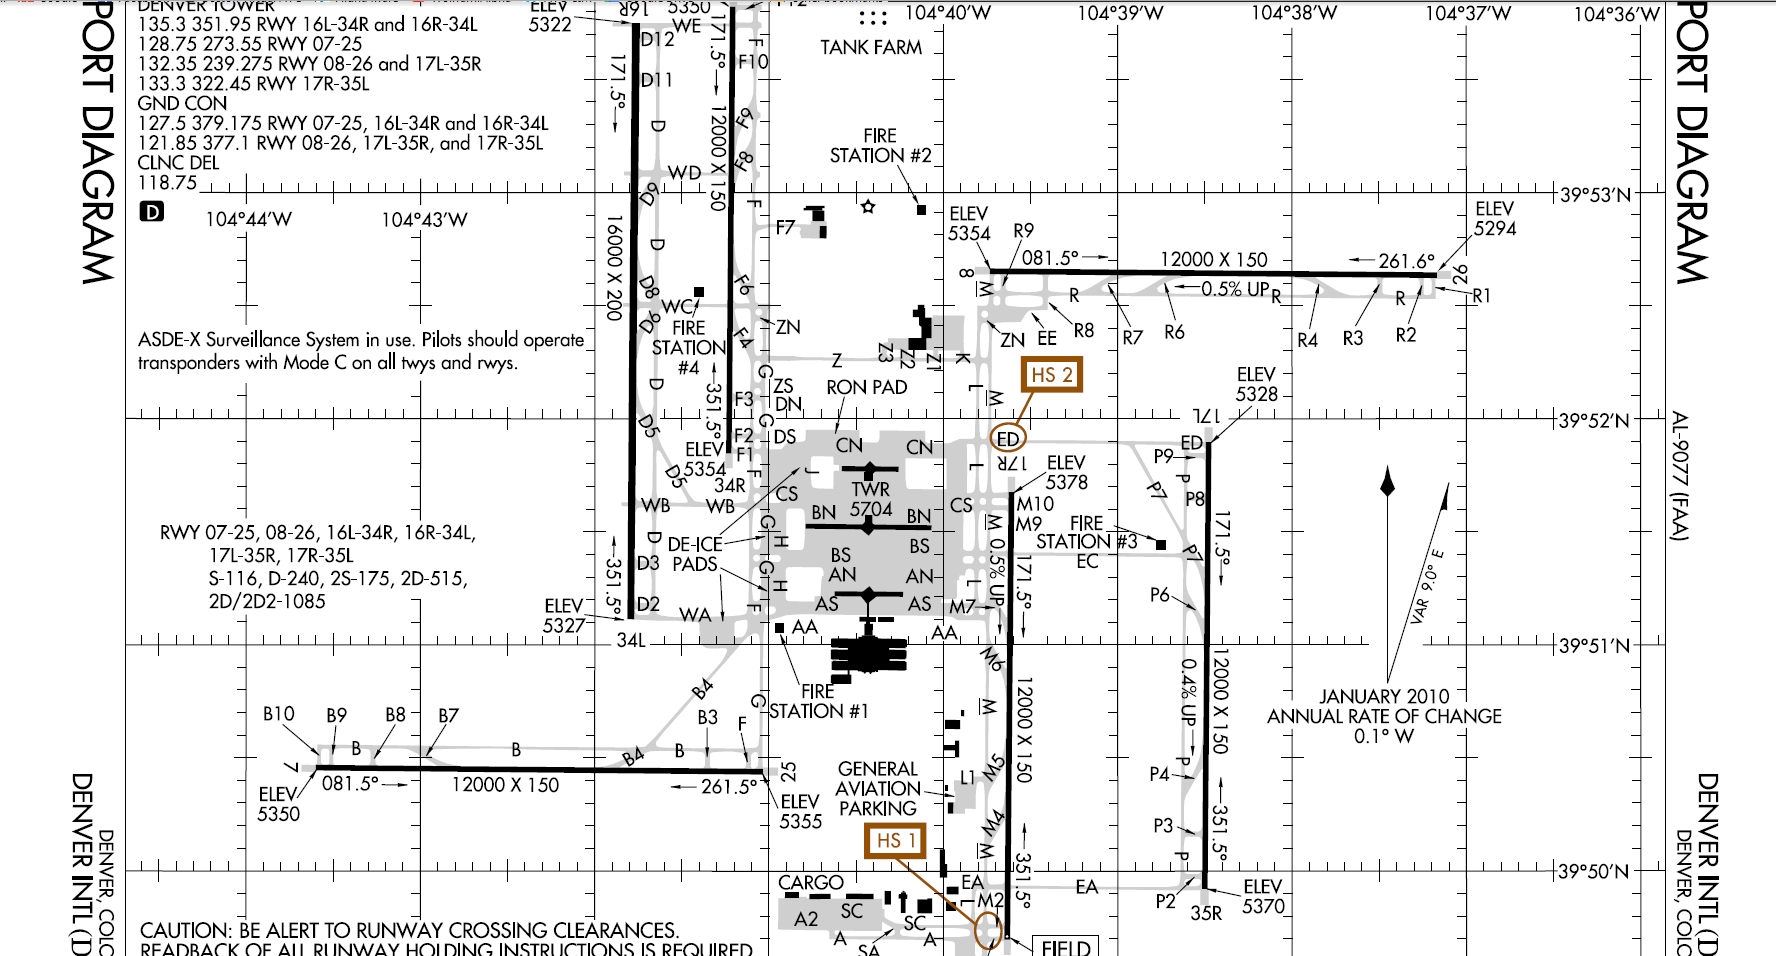 DENVER TOWER
135.3 351.95 RWY 16L-34R and 16R-34L
128.75 273.55 RWY 07-25
132.35 239.275 RWY 08-26 and 17L-35R
133.3 322.45 RWY 17R-35L
GND CON
127.5 379.175 RWY 07-25, 16L-34R and 16R-34L
121.85 377.1 RWY 08-26, 17L-35R, and 17R-35L
CLNC DEL
118.75
D
104°44'W
104°43'W
ASDE-X Surveillance System in use. Pilots should operate
transponders with Mode C on all twys and rwys.
RWY 07-25, 08-26, 16L-34R, 16R-34L,
17L-35R, 17R-35L
S-116, D-240, 2S-175, 2D-515,
2D/2D2-1085
PORT DIAGRAM
DENVER INTL (D
DENVER, COLO
ELEV
5322
16R
5350
WE
D12
D11
171.5°
D
WD
D9
16000 X 200
D
D8
WC
D6
D
D5
D5
WB
WB
D
D3
351.5°
D2
ELEV
5327
34L
WA
171.5°
12000 X 150
F
F10
F9
F8
F
F7
F6
F4
ZN
G
ZS
DN
F3
G
DS
F2
F1
F
351.5°
ELEV
5354
34R
FIRE
STATION
#4
TANK FARM
FIRE
STATION #2
104°40'W
104°39'W
104°38'W
104°37'W
104°36'W
39°53'N
39°52'N
39°51'N
39°50'N
Z
Z3
Z2
Z1
K
RON PAD
CN
CN
J
TWR
5704
CS
CS
BN
BN
BS
BS
AN
AN
AS
AS
AA
AA
G
H
G
H
F
DE-ICE
PADS
FIRE
STATION #1
G
B4
B10
B9
B8
B7
B3
F
B
B
B4
B
7
081.5°
12000 X 150
261.5°
25
ELEV
5350
ELEV
5355
ELEV
5354
R9
8
081.5°
12000 X 150
261.6°
26
ELEV
5294
M
R
0.5% UP
R
R
R1
ZN
EE
R8
R7
R6
R4
R3
R2
HS 2
L
M
ED
17R
ELEV
5378
L
M10
M9
M
0.5% UP
171.5°
L
M7
M6
M
12000 X 150
M5
L1
M4
M
351.5°
FIRE
STATION #3
EC
ELEV
5328
17L
ED
P9
P
P7
P8
171.5°
P7
P6
12000 X 150
0.4% UP
P
P4
351.5°
P3
P
P2
35R
ELEV
5370
EA
EA
L
M2
GENERAL
AVIATION
PARKING
HS 1
CARGO
A2
SC
SC
A
SA
A
FIELD
VAR 9.0° E
JANUARY 2010
ANNUAL RATE OF CHANGE
0.1° W
CAUTION: BE ALERT TO RUNWAY CROSSING CLEARANCES.
READBACK OF ALL RUNWAY HOLDING INSTRUCTIONS IS REQUIRED
PORT DIAGRAM
AL-9077 (FAA)
DENVER INTL (D
DENVER, COLO